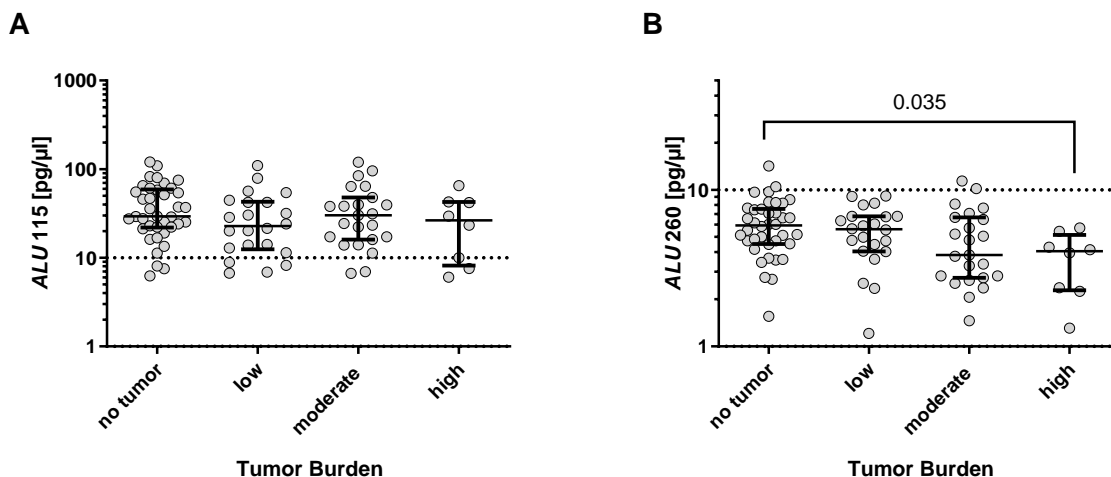 A
ALU 115 [pg/µl]
1000
100
10
1
no tumor
low
moderate
high
Tumor Burden
B
ALU 260 [pg/µl]
0.035
10
1
no tumor
low
moderate
high
Tumor Burden